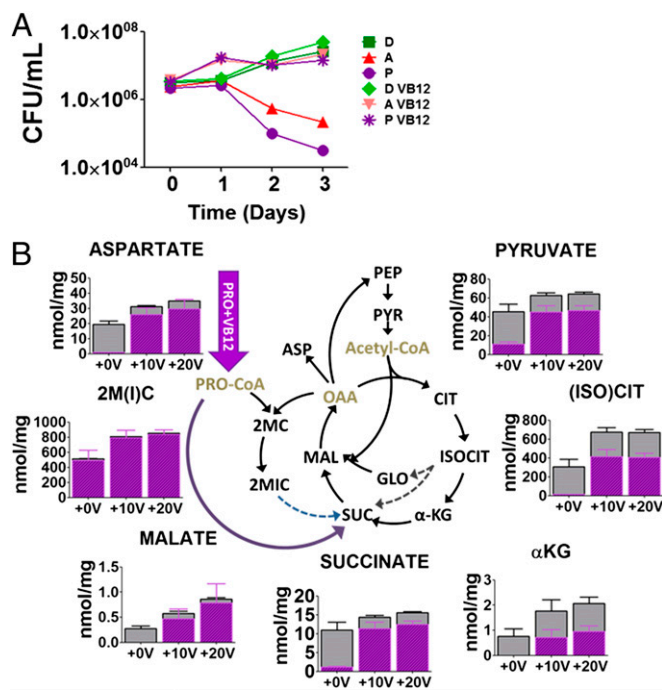 A
CFU/mL
1.0×10⁰⁸
1.0×10⁰⁶
1.0×10⁰⁴
0 1 2 3
Time (Days)
D
A
P
D VB12
A VB12
P VB12
B
ASPARTATE
nmol/mg
50
40
30
20
10
0
+0V +10V +20V
PRO+VB12
PYRUVATE
nmol/mg
80
60
40
20
0
+0V +10V +20V
2M(I)C
nmol/mg
1000
800
600
400
200
0
+0V +10V +20V
PEP
PYR
Acetyl-CoA
ASP
PRO-CoA
OAA
CIT
2MC
MAL
GLO
ISOCIT
2MIC
SUC
α-KG
(ISO)CIT
nmol/mg
800
600
400
200
0
+0V +10V +20V
MALATE
nmol/mg
1.5
1.0
0.5
0.0
+0V +10V +20V
SUCCINATE
nmol/mg
20
15
10
5
0
+0V +10V +20V
αKG
nmol/mg
3
2
1
0
+0V +10V +20V